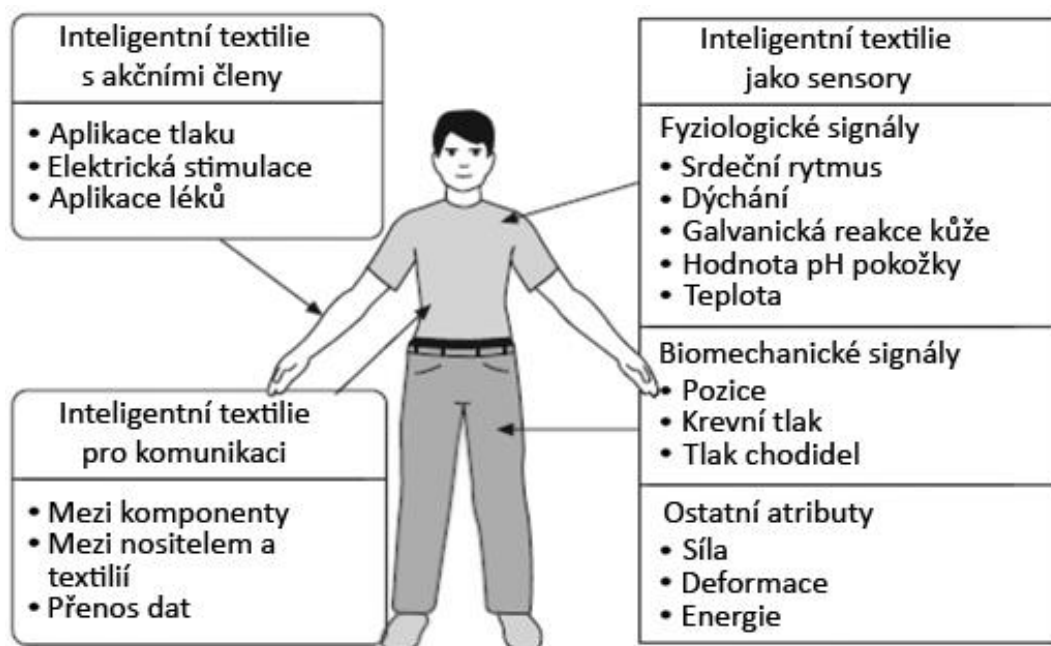 Inteligentní textilie
s akčními členy
• Aplikace tlaku
• Elektrická stimulace
• Aplikace léků
Inteligentní textilie
pro komunikaci
• Mezi komponenty
• Mezi nositelem a
textilií
• Přenos dat
Inteligentní textilie
jako sensory
Fyziologické signály
• Srdeční rytmus
• Dýchání
• Galvanická reakce kůže
• Hodnota pH pokožky
• Teplota
Biomechanické signály
• Pozice
• Krevní tlak
• Tlak chodidel
Ostatní atributy
• Síla
• Deformace
• Energie